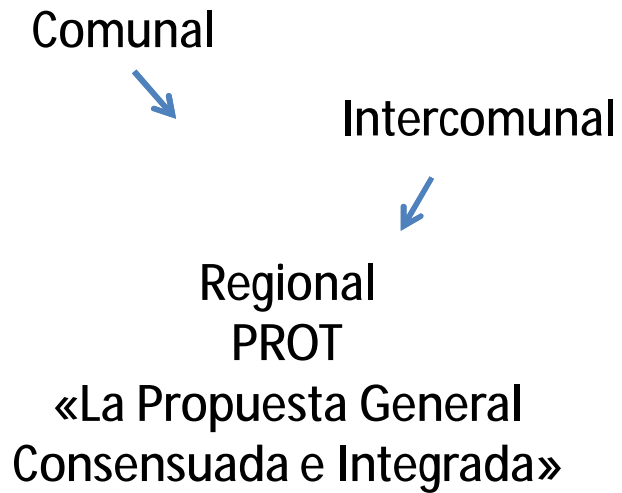 Comunal
Intercomunal
Regional
PROT
«La Propuesta General
Consensuada e Integrada»